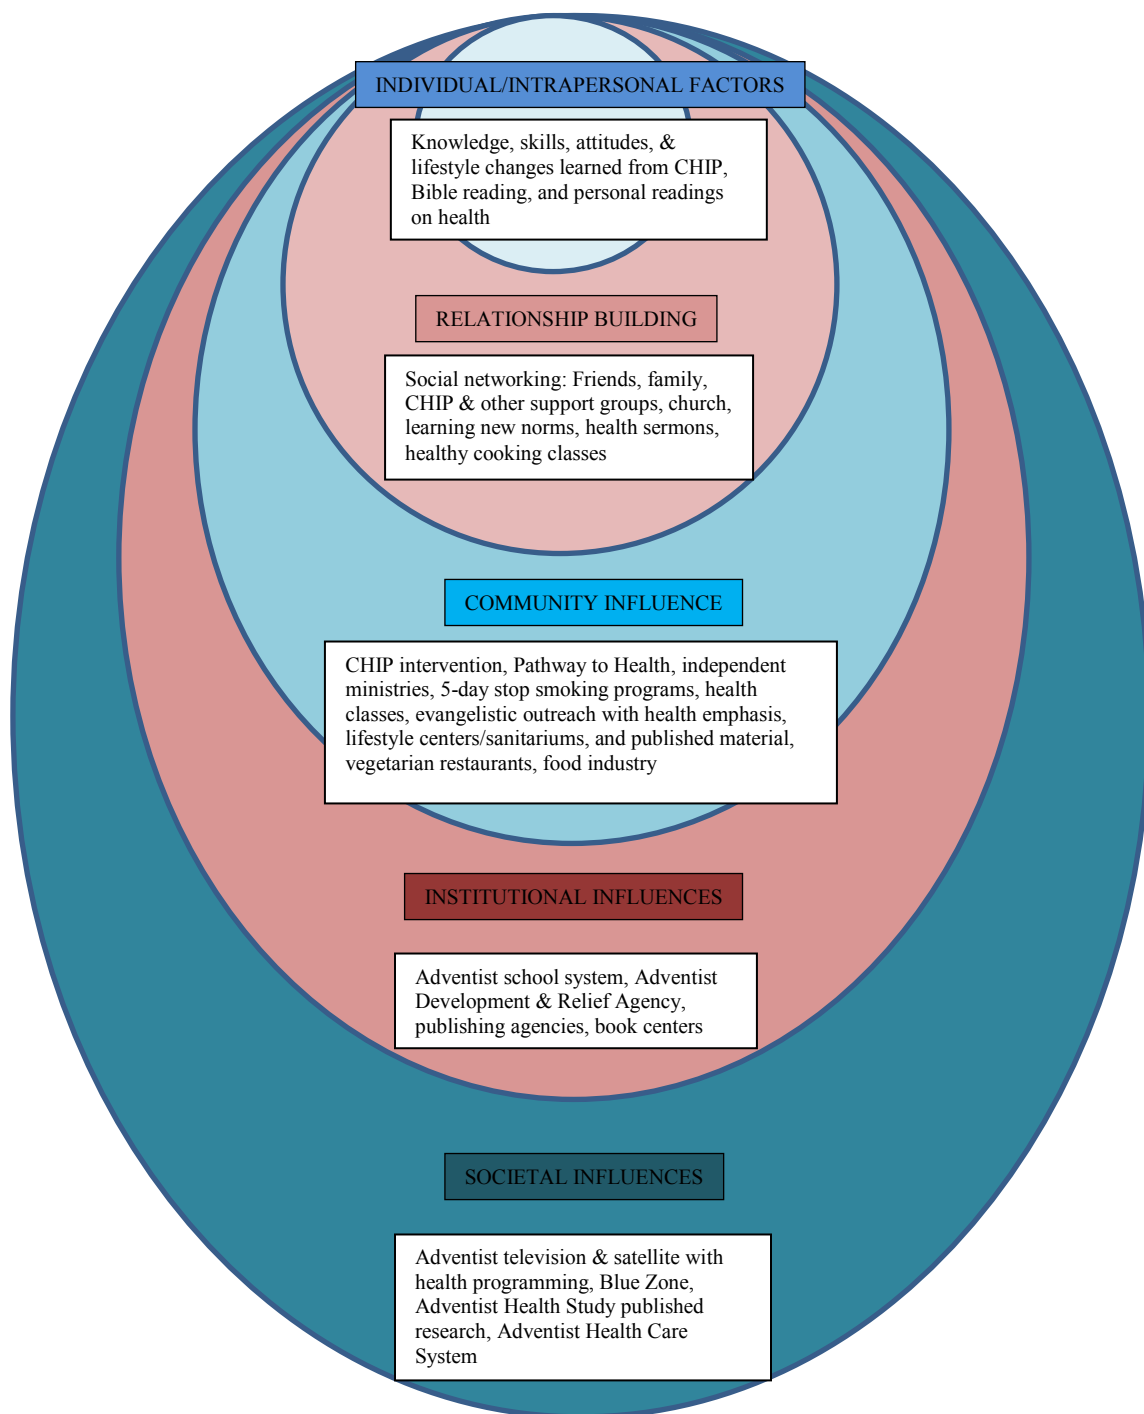 INDIVIDUAL/INTRAPERSONAL FACTORS
Knowledge, skills, attitudes, &
lifestyle changes learned from CHIP,
Bible reading, and personal readings
on health
RELATIONSHIP BUILDING
Social networking: Friends, family,
CHIP & other support groups, church,
learning new norms, health sermons,
healthy cooking classes
COMMUNITY INFLUENCE
CHIP intervention, Pathway to Health, independent
ministries, 5-day stop smoking programs, health
classes, evangelistic outreach with health emphasis,
lifestyle centers/sanitariums, and published material,
vegetarian restaurants, food industry
INSTITUTIONAL INFLUENCES
Adventist school system, Adventist
Development & Relief Agency,
publishing agencies, book centers
SOCIETAL INFLUENCES
Adventist television & satellite with
health programming, Blue Zone,
Adventist Health Study published
research, Adventist Health Care
System